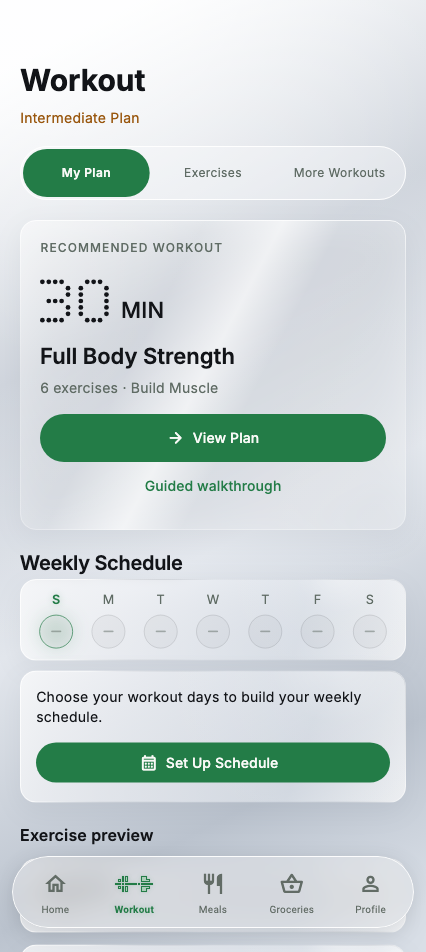 Workout
Intermediate Plan
My Plan
Exercises
More Workouts
RECOMMENDED WORKOUT
30 MIN
Full Body Strength
6 exercises · Build Muscle
View Plan
Guided walkthrough
Weekly Schedule
S M T W T F S
Choose your workout days to build your weekly
schedule.
Set Up Schedule
Exercise preview
Home
Workout
Meals
Groceries
Profile